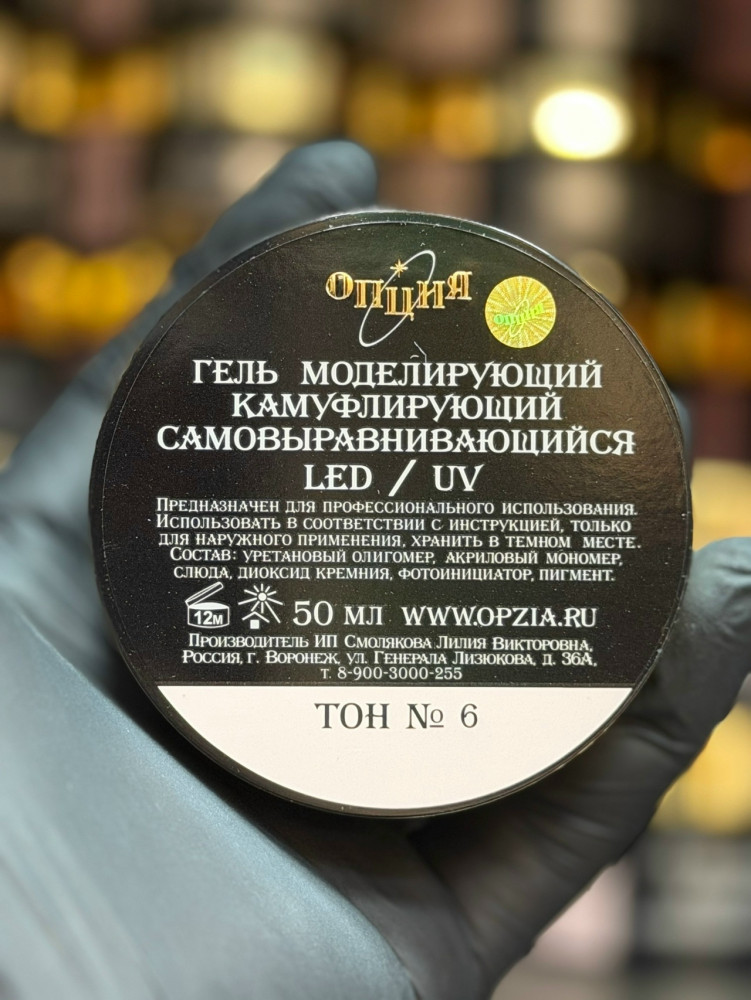 ОПЦИЯ
ОПЦИЯ
ГЕЛЬ МОДЕЛИРУЮЩИЙ
КАМУФЛИРУЮЩИЙ
САМОВЫРАВНИВАЮЩИЙСЯ
LED / UV
ПРЕДНАЗНАЧЕН ДЛЯ ПРОФЕССИОНАЛЬНОГО ИСПОЛЬЗОВАНИЯ.
ИСПОЛЬЗОВАТЬ В СООТВЕТСТВИИ С ИНСТРУКЦИЕЙ, ТОЛЬКО
ДЛЯ НАРУЖНОГО ПРИМЕНЕНИЯ, ХРАНИТЬ В ТЕМНОМ МЕСТЕ.
СОСТАВ: УРЕТАНОВЫЙ ОЛИГОМЕР, АКРИЛОВЫЙ МОНОМЕР,
СЛЮДА, ДИОКСИД КРЕМНИЯ, ФОТОИНИЦИАТОР, ПИГМЕНТ.
12М 50 МЛ WWW.OPZIA.RU
ПРОИЗВОДИТЕЛЬ ИП СМОЛЯКОВА ЛИЛИЯ ВИКТОРОВНА,
РОССИЯ, Г. ВОРОНЕЖ, УЛ. ГЕНЕРАЛА ЛИЗЮКОВА, Д. 36А,
Т. 8-900-3000-255
ТОН № 6